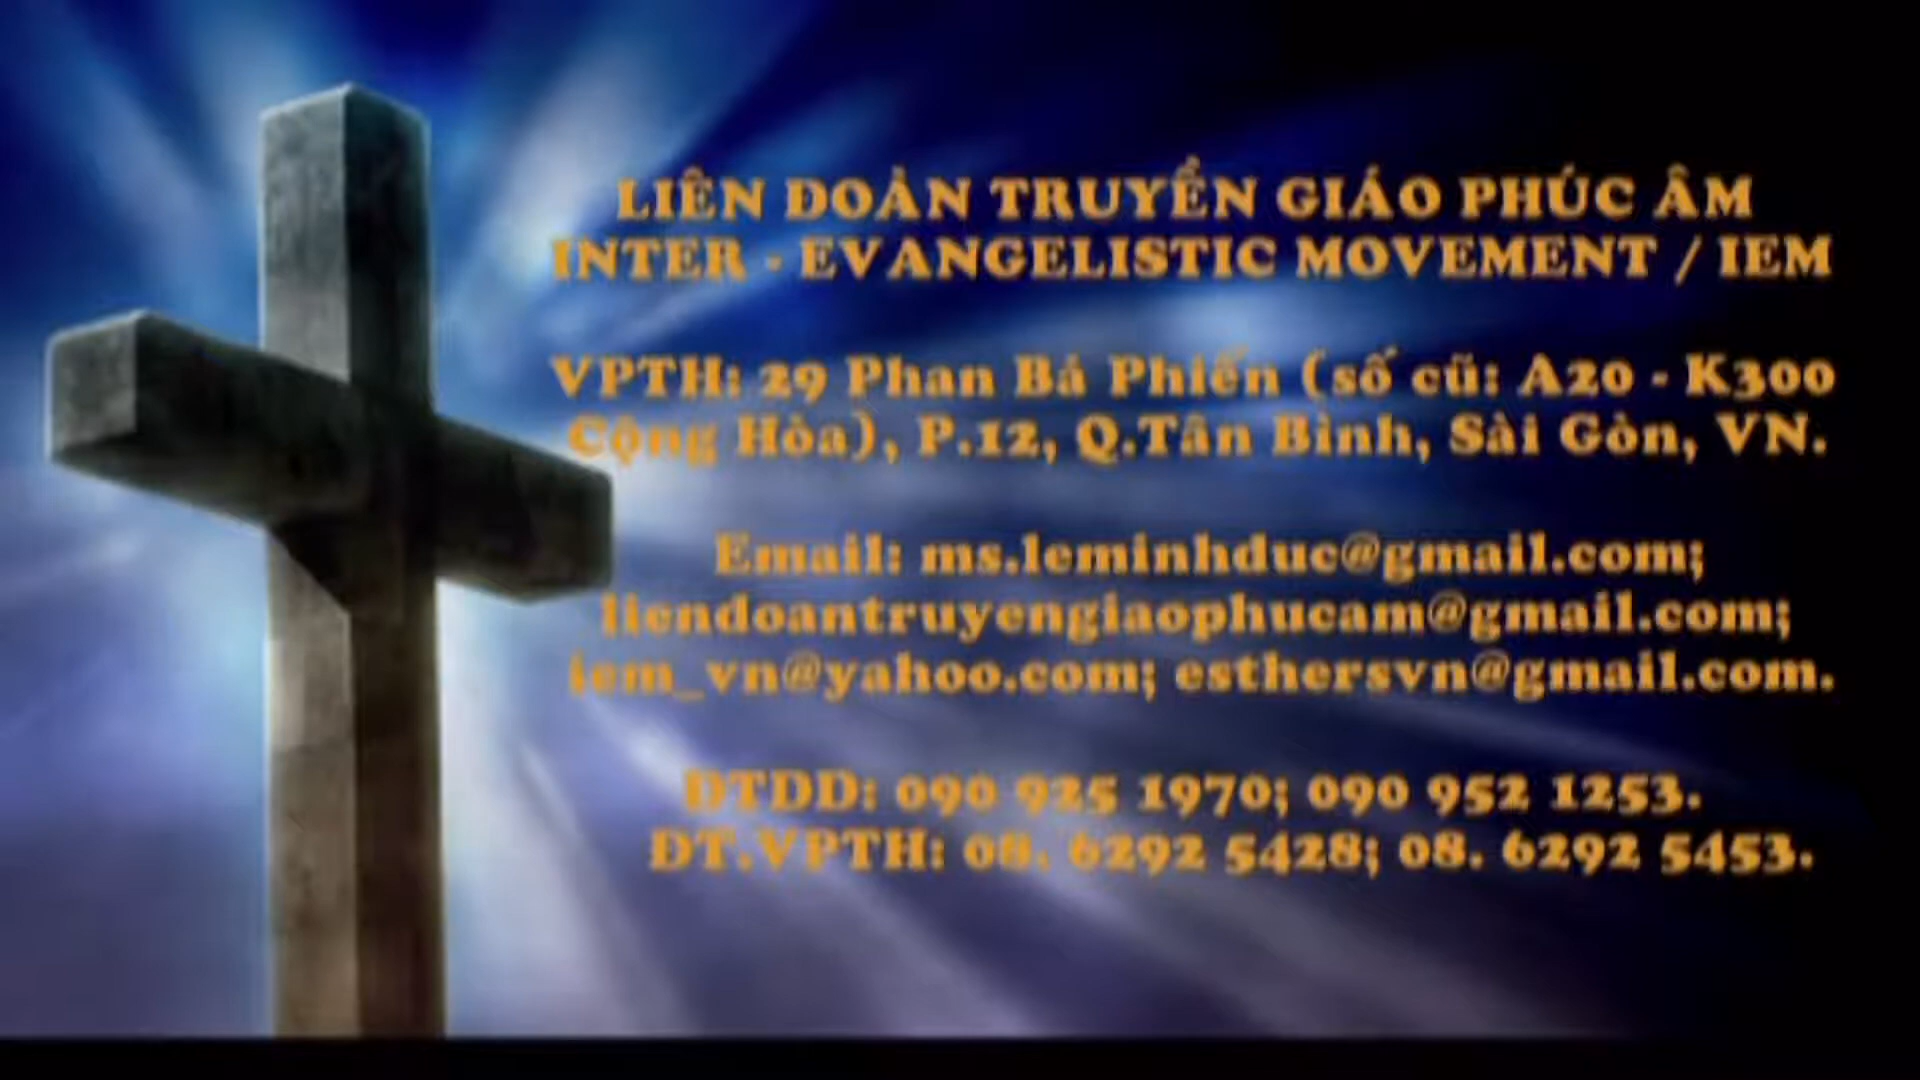 LIÊN ĐOÀN TRUYỀN GIÁO PHÚC ÂM
INTER - EVANGELISTIC MOVEMENT / IEM
VPTH: 29 Phan Bá Phiến (số cũ: A20 - K300
Cộng Hòa), P.12, Q.Tân Bình, Sài Gòn, VN.
Email: ms.leminhduc@gmail.com;
liendoantruyengiaophucam@gmail.com;
iem_vn@yahoo.com; esthersvn@gmail.com.
ĐTDD: 090 925 1970; 090 952 1253.
ĐT.VPTH: 08. 6292 5428; 08. 6292 5453.